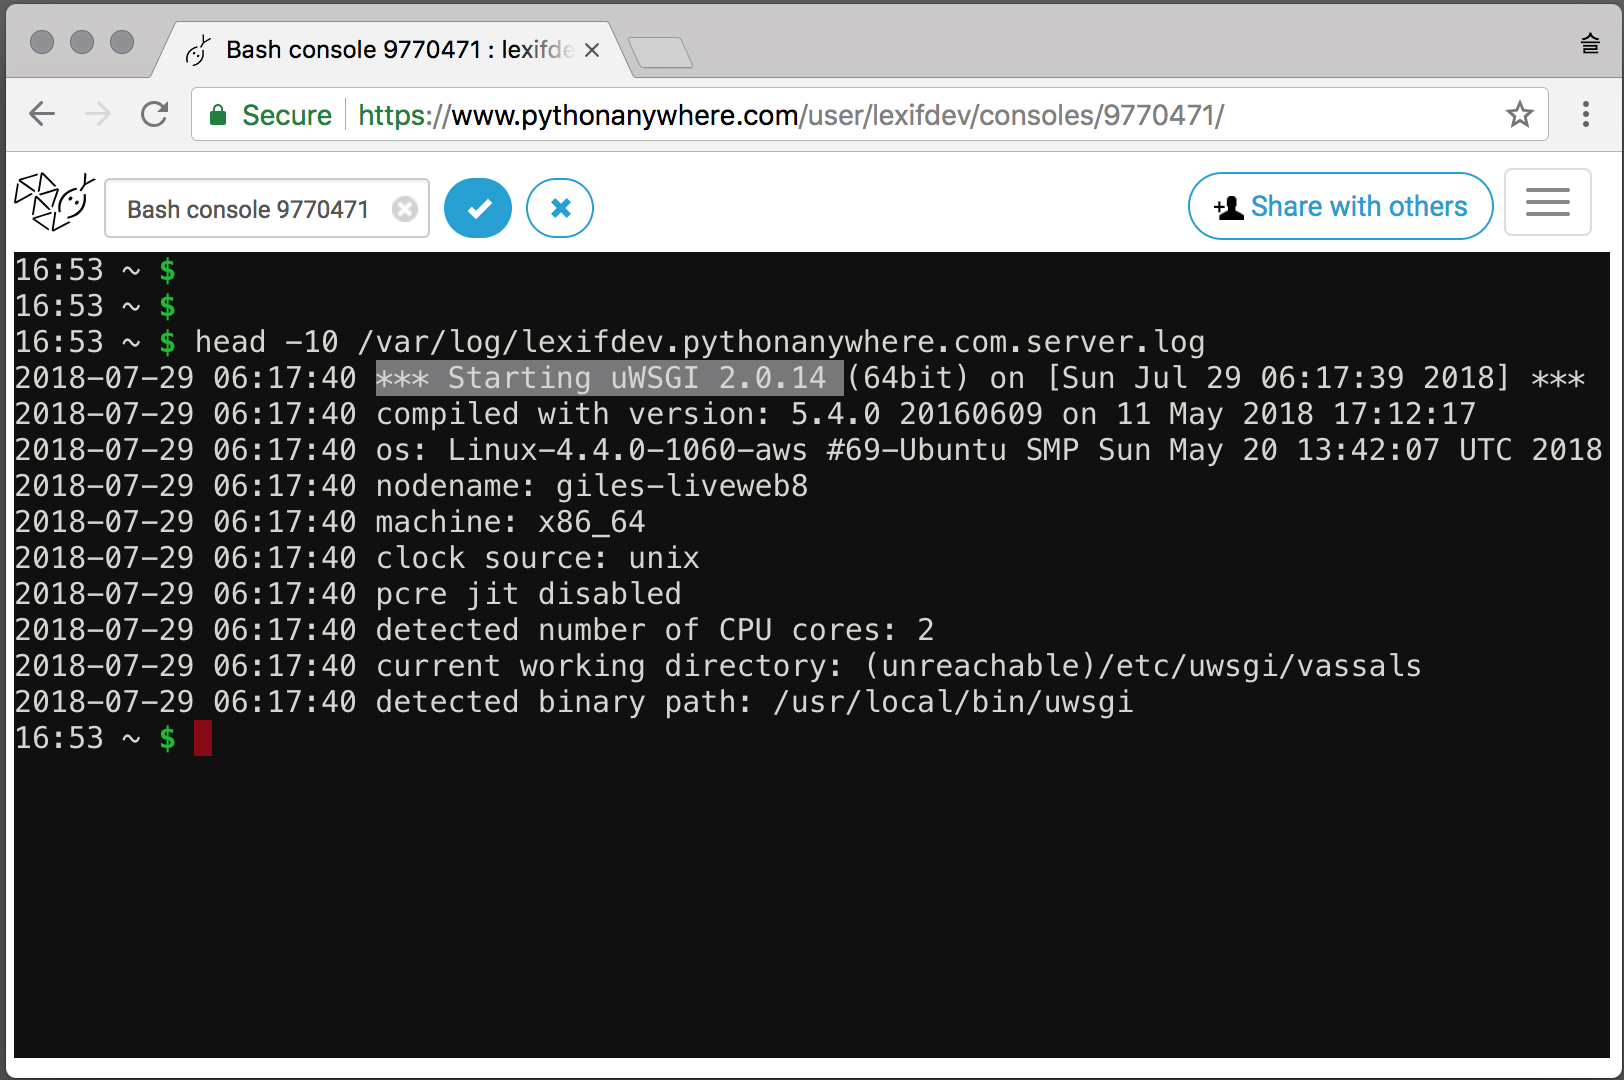 Bash console 9770471 : lexifde
슬
Secure https://www.pythonanywhere.com/user/lexifdev/consoles/9770471/
Bash console 9770471
Share with others
16:53 ~ $
16:53 ~ $
16:53 ~ $ head -10 /var/log/lexifdev.pythonanywhere.com.server.log
2018-07-29 06:17:40 *** Starting uWSGI 2.0.14 (64bit) on [Sun Jul 29 06:17:39 2018] ***
2018-07-29 06:17:40 compiled with version: 5.4.0 20160609 on 11 May 2018 17:12:17
2018-07-29 06:17:40 os: Linux-4.4.0-1060-aws #69-Ubuntu SMP Sun May 20 13:42:07 UTC 2018
2018-07-29 06:17:40 nodename: giles-liveweb8
2018-07-29 06:17:40 machine: x86_64
2018-07-29 06:17:40 clock source: unix
2018-07-29 06:17:40 pcre jit disabled
2018-07-29 06:17:40 detected number of CPU cores: 2
2018-07-29 06:17:40 current working directory: (unreachable)/etc/uwsgi/vassals
2018-07-29 06:17:40 detected binary path: /usr/local/bin/uwsgi
16:53 ~ $